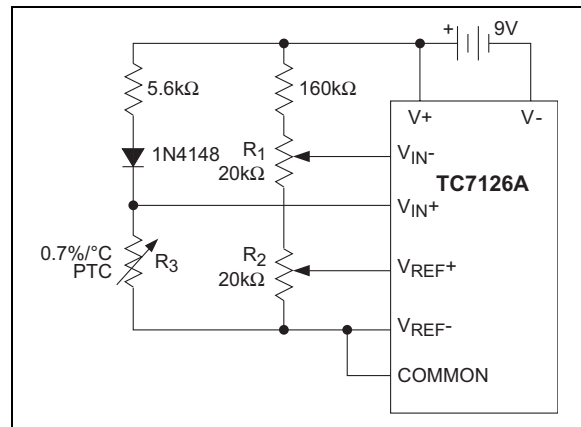 + 9V
5.6kΩ
160kΩ
V+ V-
1N4148
R1
20kΩ
VIN-
TC7126A
VIN+
0.7%/°C
PTC
R3
R2
20kΩ
VREF+
VREF-
COMMON